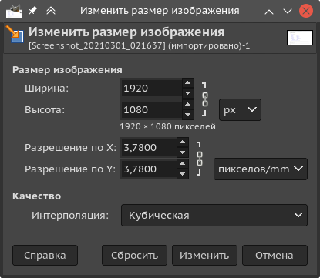 Изменить размер изображения
Изменить размер изображения
[Screenshot_20210301_021637] (импортировано)-1
Размер изображения
Ширина: 1920
Высота: 1080 px
1920 × 1080 пикселов
Разрешение по X: 3,7800
Разрешение по Y: 3,7800 пикселов/mm
Качество
Интерполяция: Кубическая
Справка Сбросить Изменить Отмена